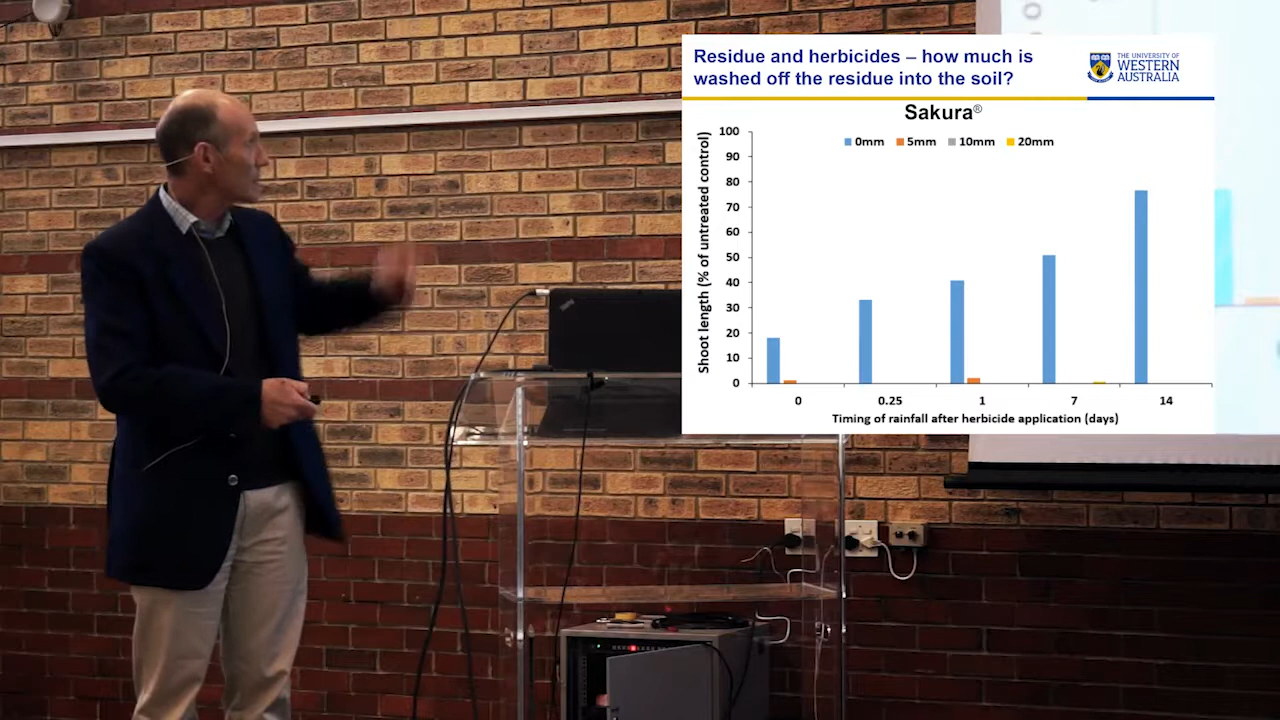 Residue and herbicides – how much is
washed off the residue into the soil?
THE UNIVERSITY OF
WESTERN
AUSTRALIA
Sakura®
0mm 5mm 10mm 20mm
Shoot length (% of untreated control)
100
90
80
70
60
50
40
30
20
10
0
0 0.25 1 7 14
Timing of rainfall after herbicide application (days)